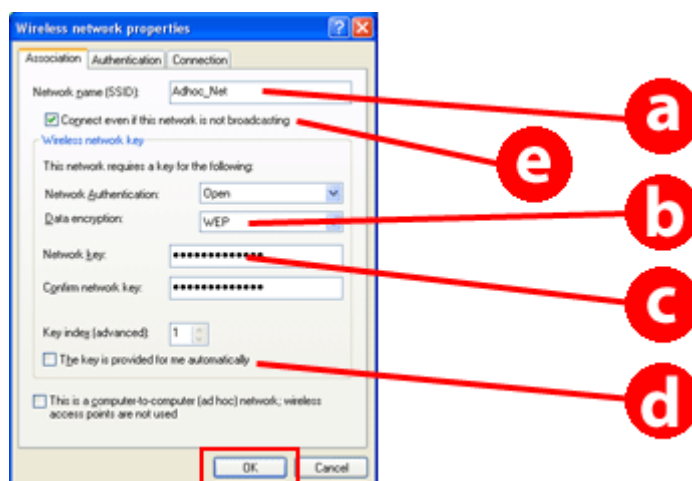 Wireless network properties
Association Authentication Connection
Network name (SSID): Adhoc_Net
a
Connect even if this network is not broadcasting
e
Wireless network key
This network requires a key for the following:
Network Authentication: Open
Data encryption: WEP
b
Network key: •••••••••••••
c
Confirm network key: •••••••••••••
Key index (advanced): 1
The key is provided for me automatically
d
This is a computer-to-computer (ad hoc) network; wireless
access points are not used
OK Cancel